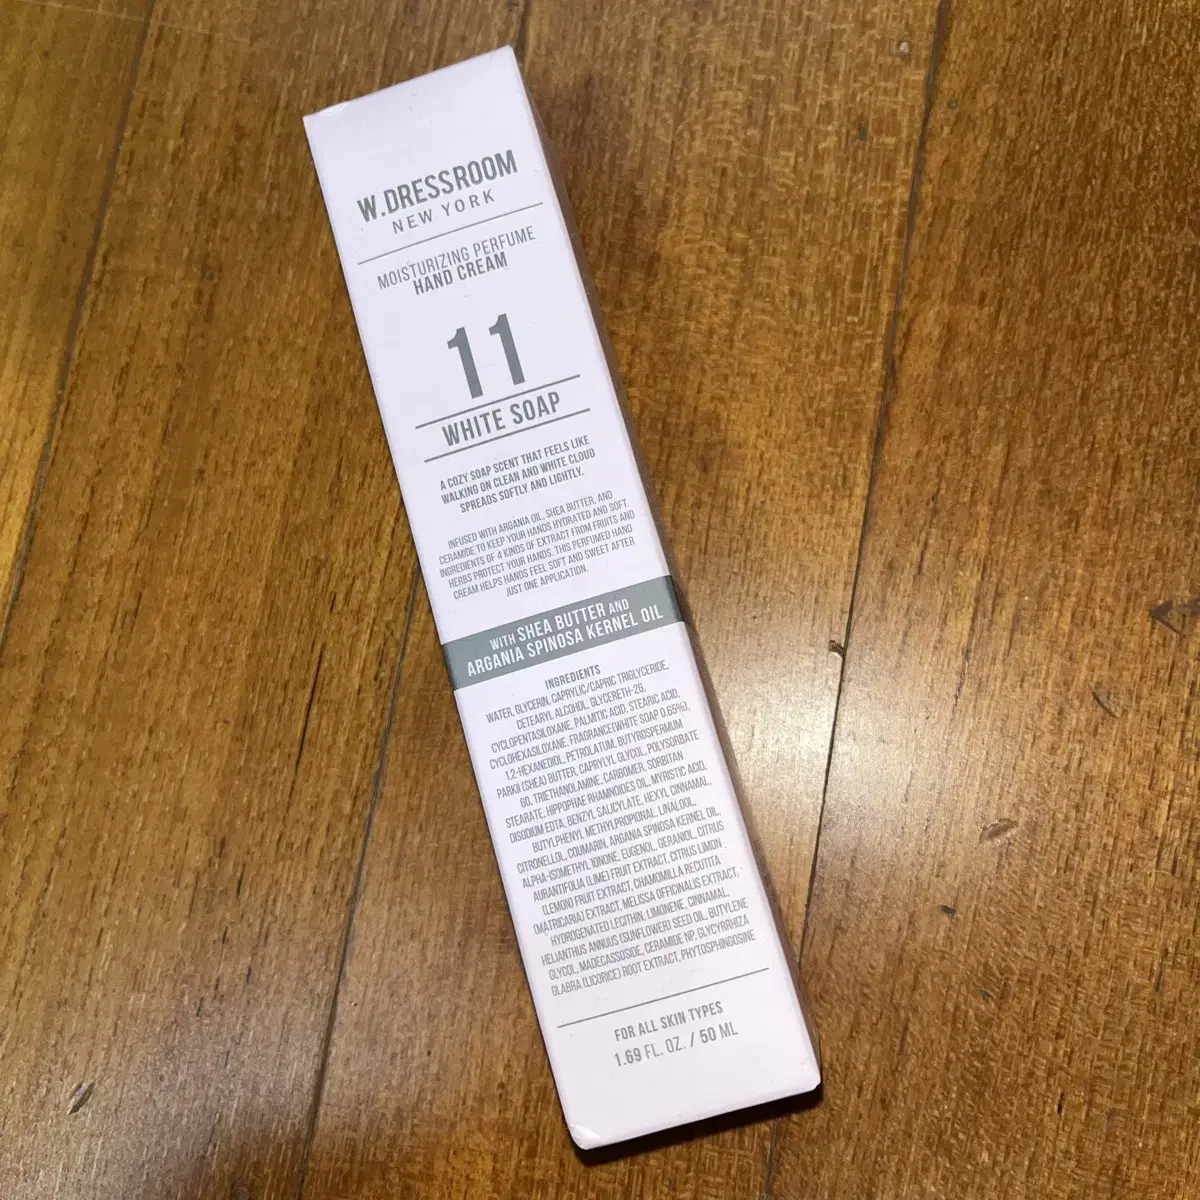 W.DRESSROOM
NEW YORK
MOISTURIZING PERFUME
HAND CREAM
11
WHITE SOAP
A COZY SOAP SCENT THAT FEELS LIKE
WALKING ON CLEAN AND WHITE CLOUD
SPREADS SOFTLY AND LIGHTLY.
INFUSED WITH ARGANIA OIL, SHEA BUTTER, AND
CERAMIDE TO KEEP YOUR HANDS HYDRATED AND SOFT.
INGREDIENTS OF 4 KINDS OF EXTRACT FROM FRUITS AND
HERBS PROTECT YOUR HANDS. THIS PERFUMED HAND
CREAM HELPS HANDS FEEL SOFT AND SWEET AFTER
JUST ONE APPLICATION.
WITH SHEA BUTTER AND
ARGANIA SPINOSA KERNEL OIL
INGREDIENTS
WATER, GLYCERIN, CAPRYLIC/CAPRIC TRIGLYCERIDE,
CETEARYL ALCOHOL, GLYCERETH-26,
CYCLOPENTASILOXANE, PALMITIC ACID, STEARIC ACID,
CYCLOHEXASILOXANE, FRAGRANCE(WHITE SOAP 0.65%),
1,2-HEXANEDIOL, PETROLATUM, BUTYROSPERMUM
PARKII (SHEA) BUTTER, CAPRYLYL GLYCOL, POLYSORBATE
60, TRIETHANOLAMINE, CARBOMER, SORBITAN
STEARATE, HIPPOPHAE RHAMNOIDES OIL, MYRISTIC ACID,
DISODIUM EDTA, BENZYL SALICYLATE, HEXYL CINNAMAL,
BUTYLPHENYL METHYLPROPIONAL, LINALOOL,
CITRONELLOL, COUMARIN, ARGANIA SPINOSA KERNEL OIL,
ALPHA-ISOMETHYL IONONE, EUGENOL, GERANIOL, CITRUS
AURANTIFOLIA (LIME) FRUIT EXTRACT, CITRUS LIMON
(LEMON) FRUIT EXTRACT, CHAMOMILLA RECUTITA
(MATRICARIA) EXTRACT, MELISSA OFFICINALIS EXTRACT,
HYDROGENATED LECITHIN, LIMONENE, CINNAMAL,
HELIANTHUS ANNUUS (SUNFLOWER) SEED OIL, BUTYLENE
GLYCOL, MADECASSOSIDE, CERAMIDE NP, GLYCYRRHIZA
GLABRA (LICORICE) ROOT EXTRACT, PHYTOSPHINGOSINE
FOR ALL SKIN TYPES
1.69 FL. OZ. / 50 ML